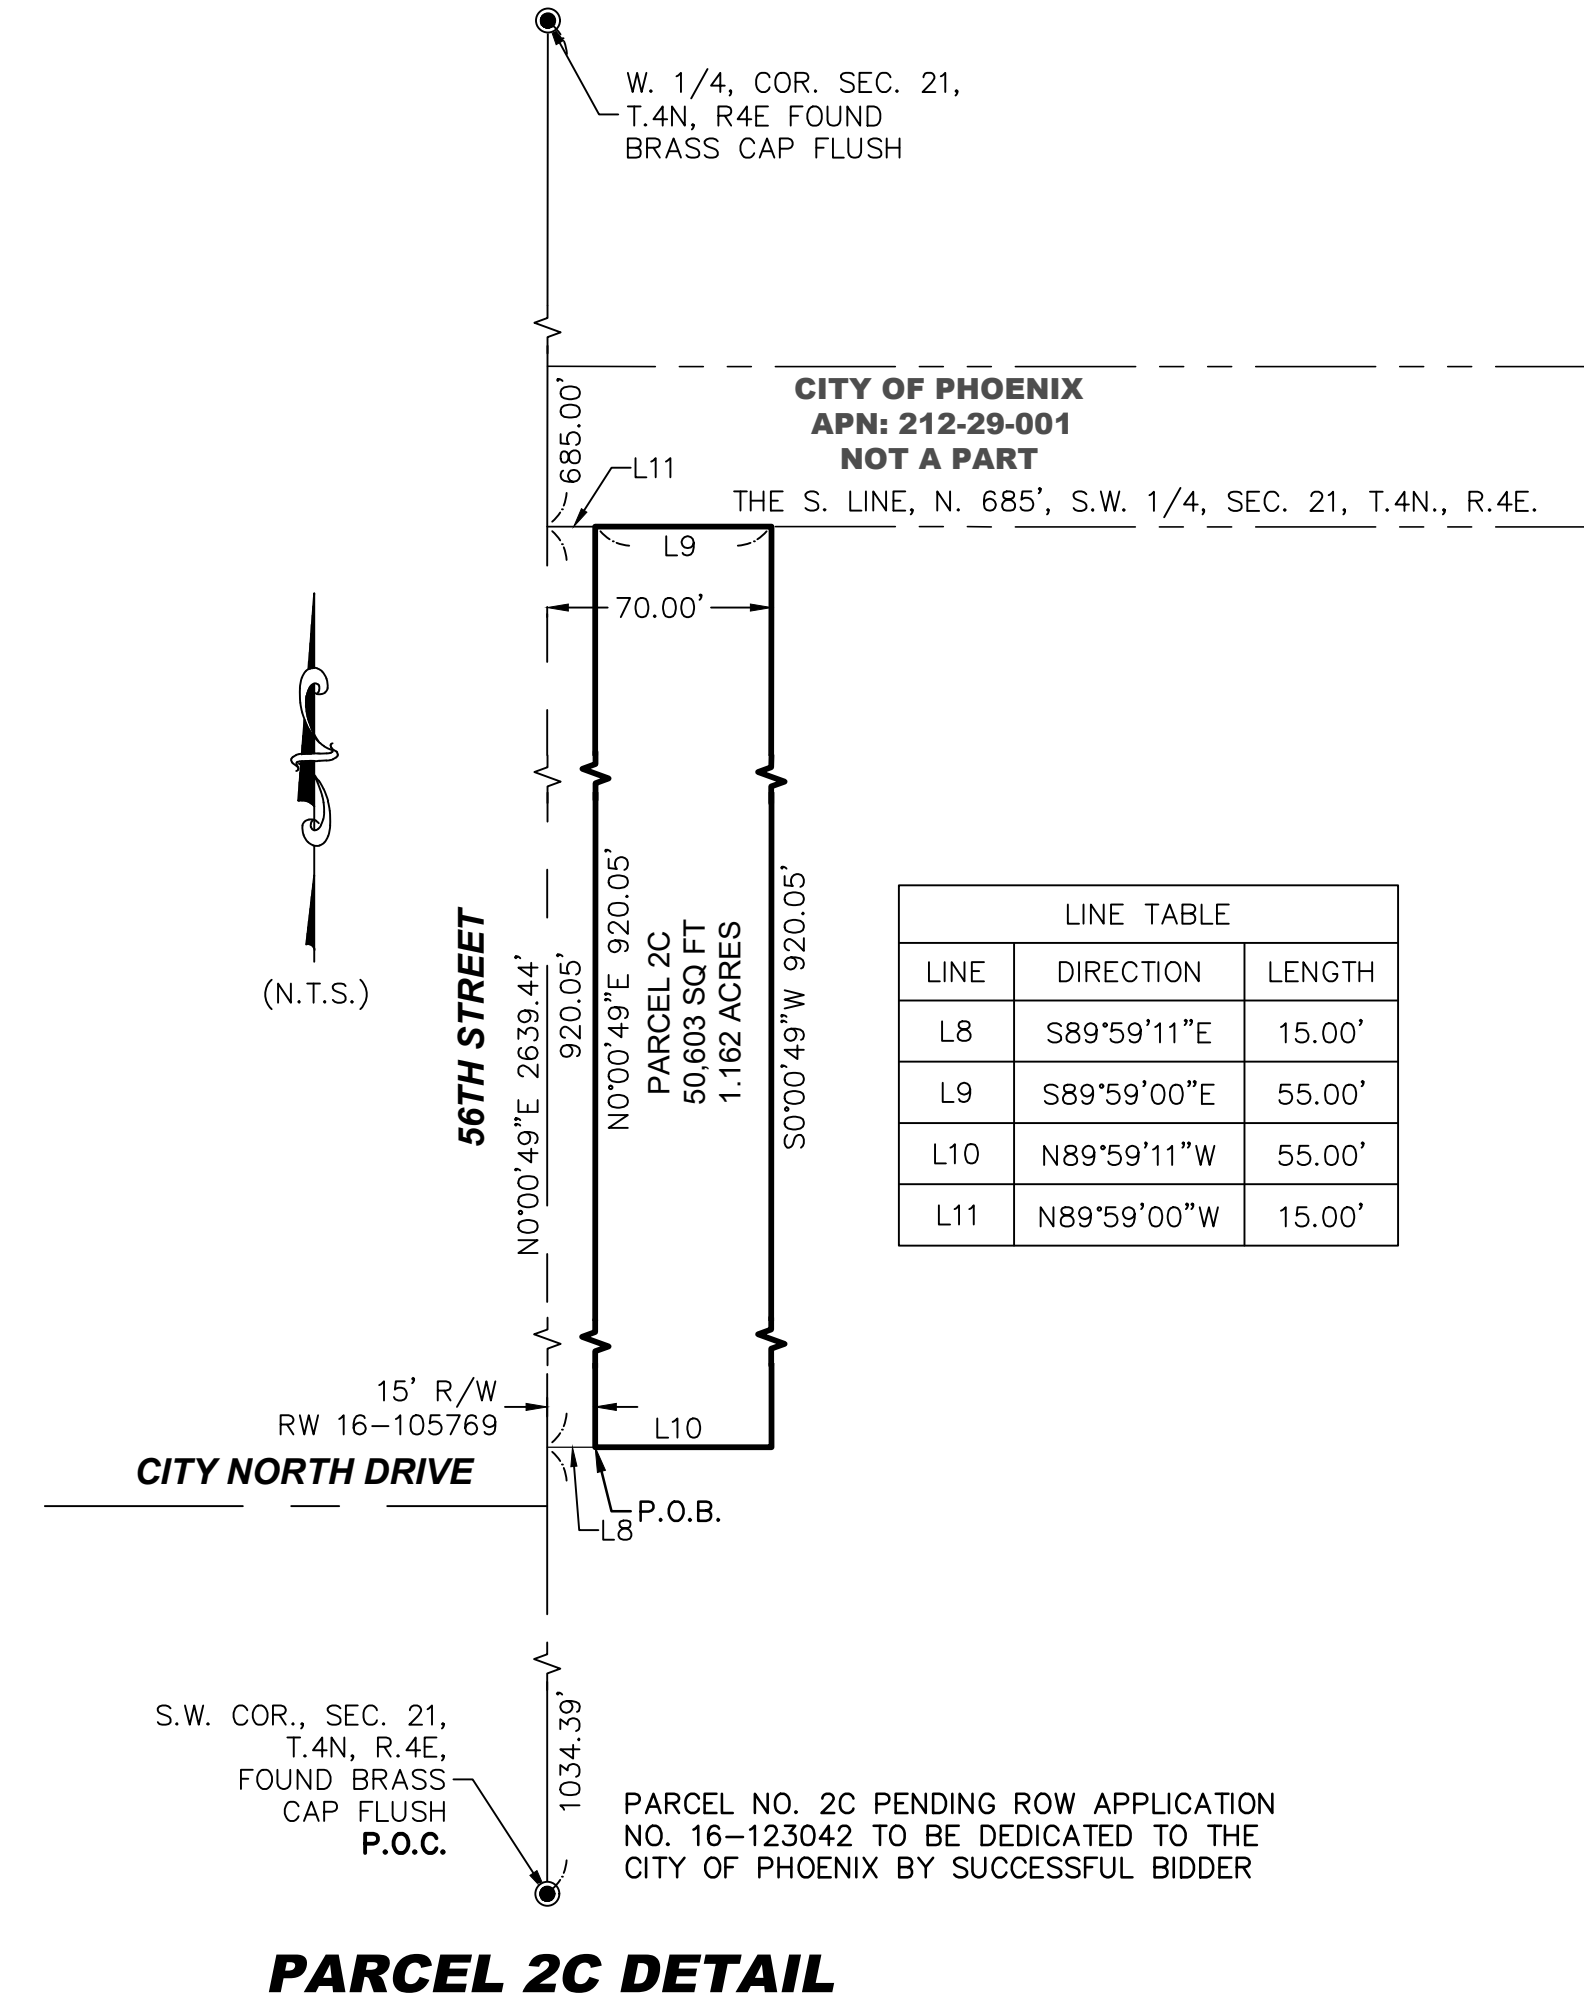 W. 1/4, COR. SEC. 21,
T.4N, R4E FOUND
BRASS CAP FLUSH
685.00'
CITY OF PHOENIX
APN: 212-29-001
NOT A PART
L11
THE S. LINE, N. 685', S.W. 1/4, SEC. 21, T.4N., R.4E.
L9
70.00'
(N.T.S.)
56TH STREET
N0°00'49"E 2639.44'
920.05'
N0°00'49"E 920.05'
PARCEL 2C
50,603 SQ FT
1.162 ACRES
S0°00'49"W 920.05'
LINE TABLE
LINE DIRECTION LENGTH
L8 S89°59'11"E 15.00'
L9 S89°59'00"E 55.00'
L10 N89°59'11"W 55.00'
L11 N89°59'00"W 15.00'
15' R/W
RW 16-105769
L10
CITY NORTH DRIVE
P.O.B.
L8
S.W. COR., SEC. 21,
T.4N, R.4E,
FOUND BRASS
CAP FLUSH
P.O.C.
1034.39'
PARCEL NO. 2C PENDING ROW APPLICATION
NO. 16-123042 TO BE DEDICATED TO THE
CITY OF PHOENIX BY SUCCESSFUL BIDDER
PARCEL 2C DETAIL